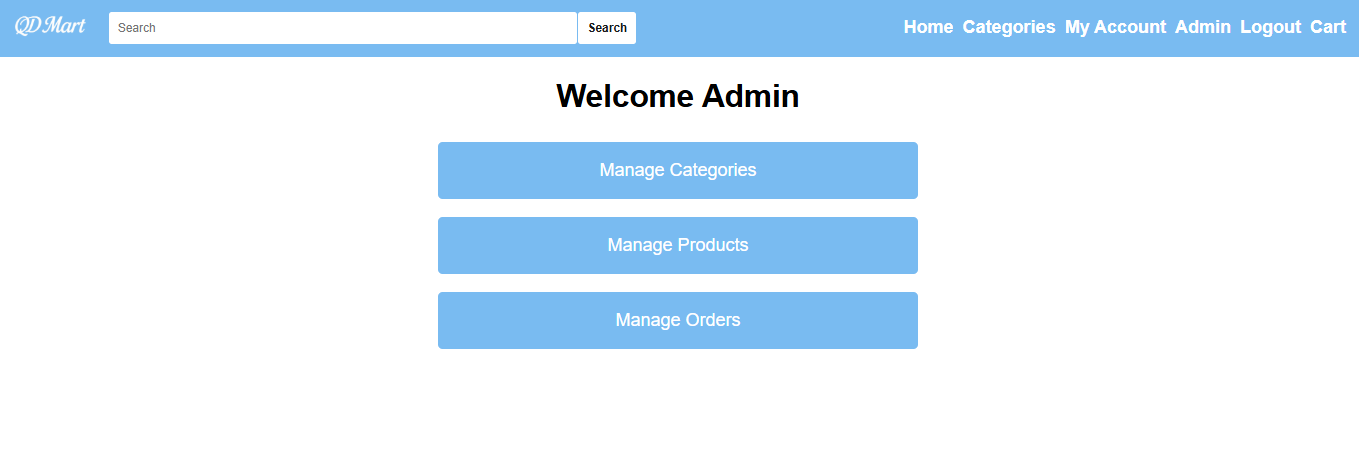 QD Mart Search Search Home Categories My Account Admin Logout Cart
Welcome Admin
Manage Categories
Manage Products
Manage Orders